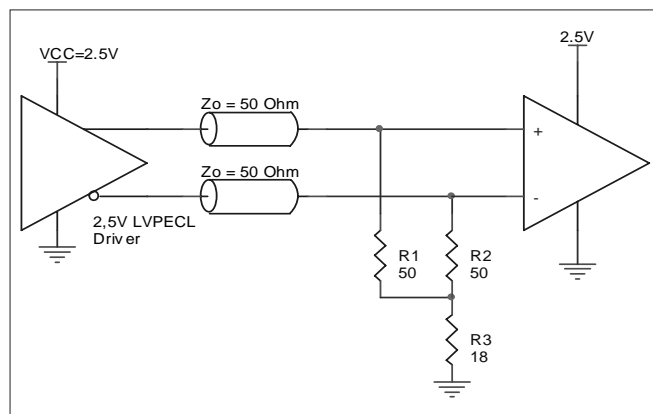 VCC=2.5V
2.5V
Zo = 50 Ohm
+
Zo = 50 Ohm
-
2,5V LVPECL
Driver
R1
50
R2
50
R3
18